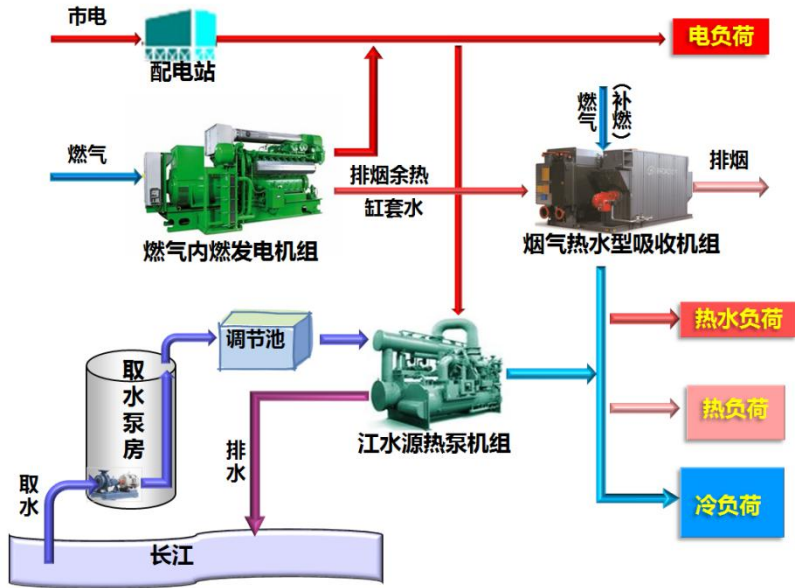 市电
配电站
电负荷
燃气
燃气内燃发电机组
排烟余热
缸套水
燃气
(补燃)
排烟
烟气热水型吸收机组
调节池
取水泵房
江水源热泵机组
热水负荷
热负荷
冷负荷
取水
排水
长江